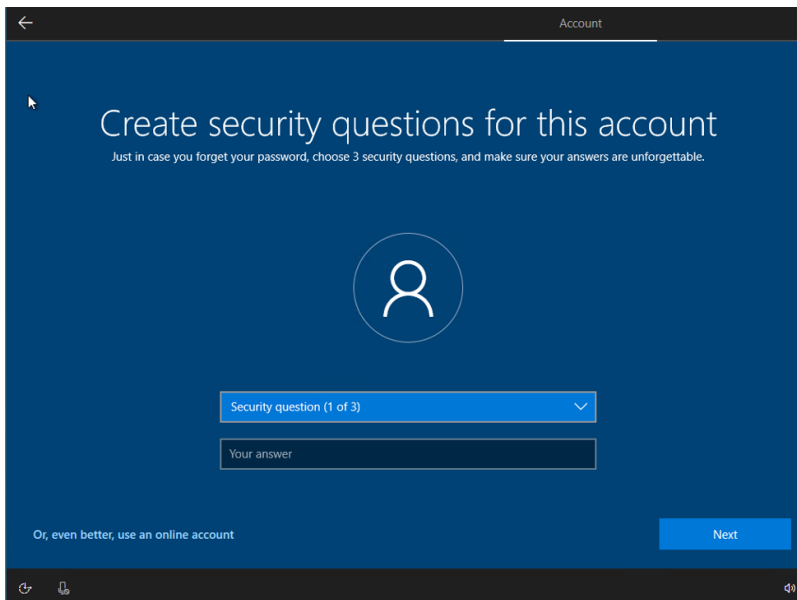 Account
Create security questions for this account
Just in case you forget your password, choose 3 security questions, and make sure your answers are unforgettable.
Security question (1 of 3)
Your answer
Or, even better, use an online account
Next